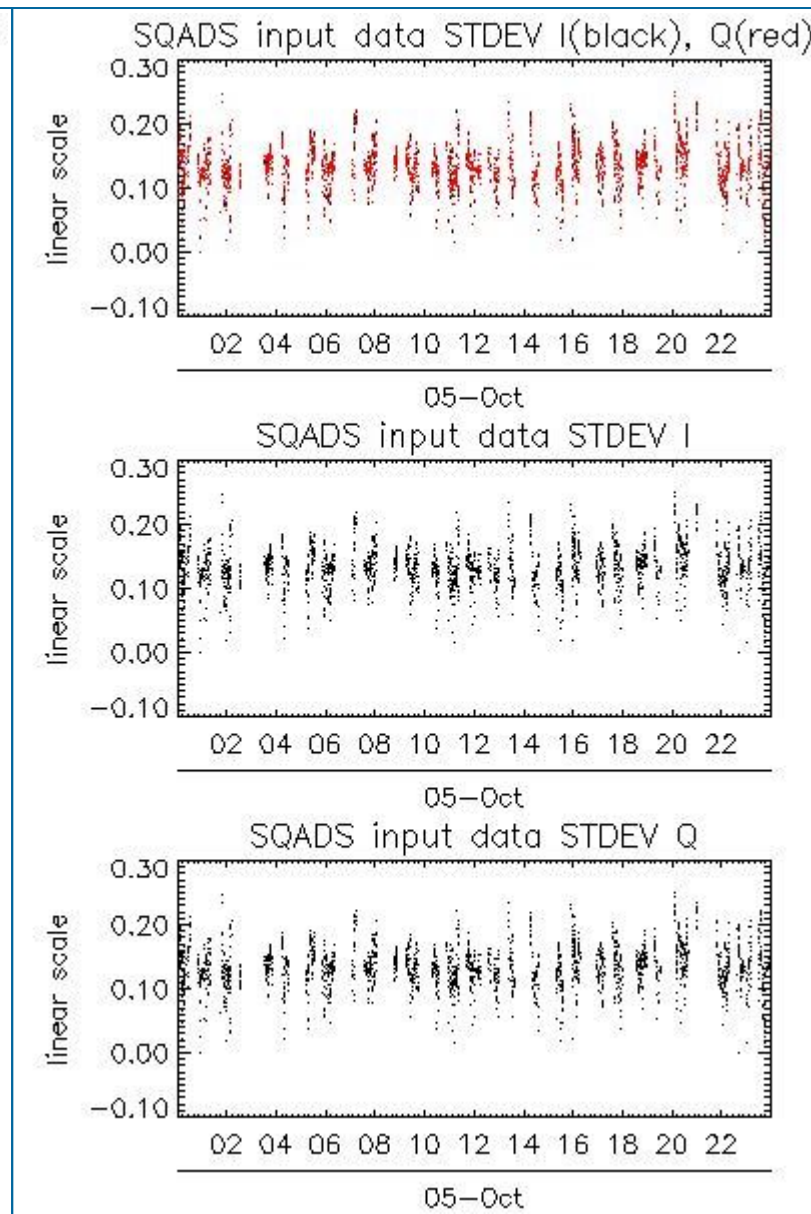 SQADS input data STDEV I(black), Q(red)
linear scale
0.30
0.20
0.10
0.00
-0.10
02 04 06 08 10 12 14 16 18 20 22
05-Oct
SQADS input data STDEV I
linear scale
0.30
0.20
0.10
0.00
-0.10
02 04 06 08 10 12 14 16 18 20 22
05-Oct
SQADS input data STDEV Q
linear scale
0.30
0.20
0.10
0.00
-0.10
02 04 06 08 10 12 14 16 18 20 22
05-Oct